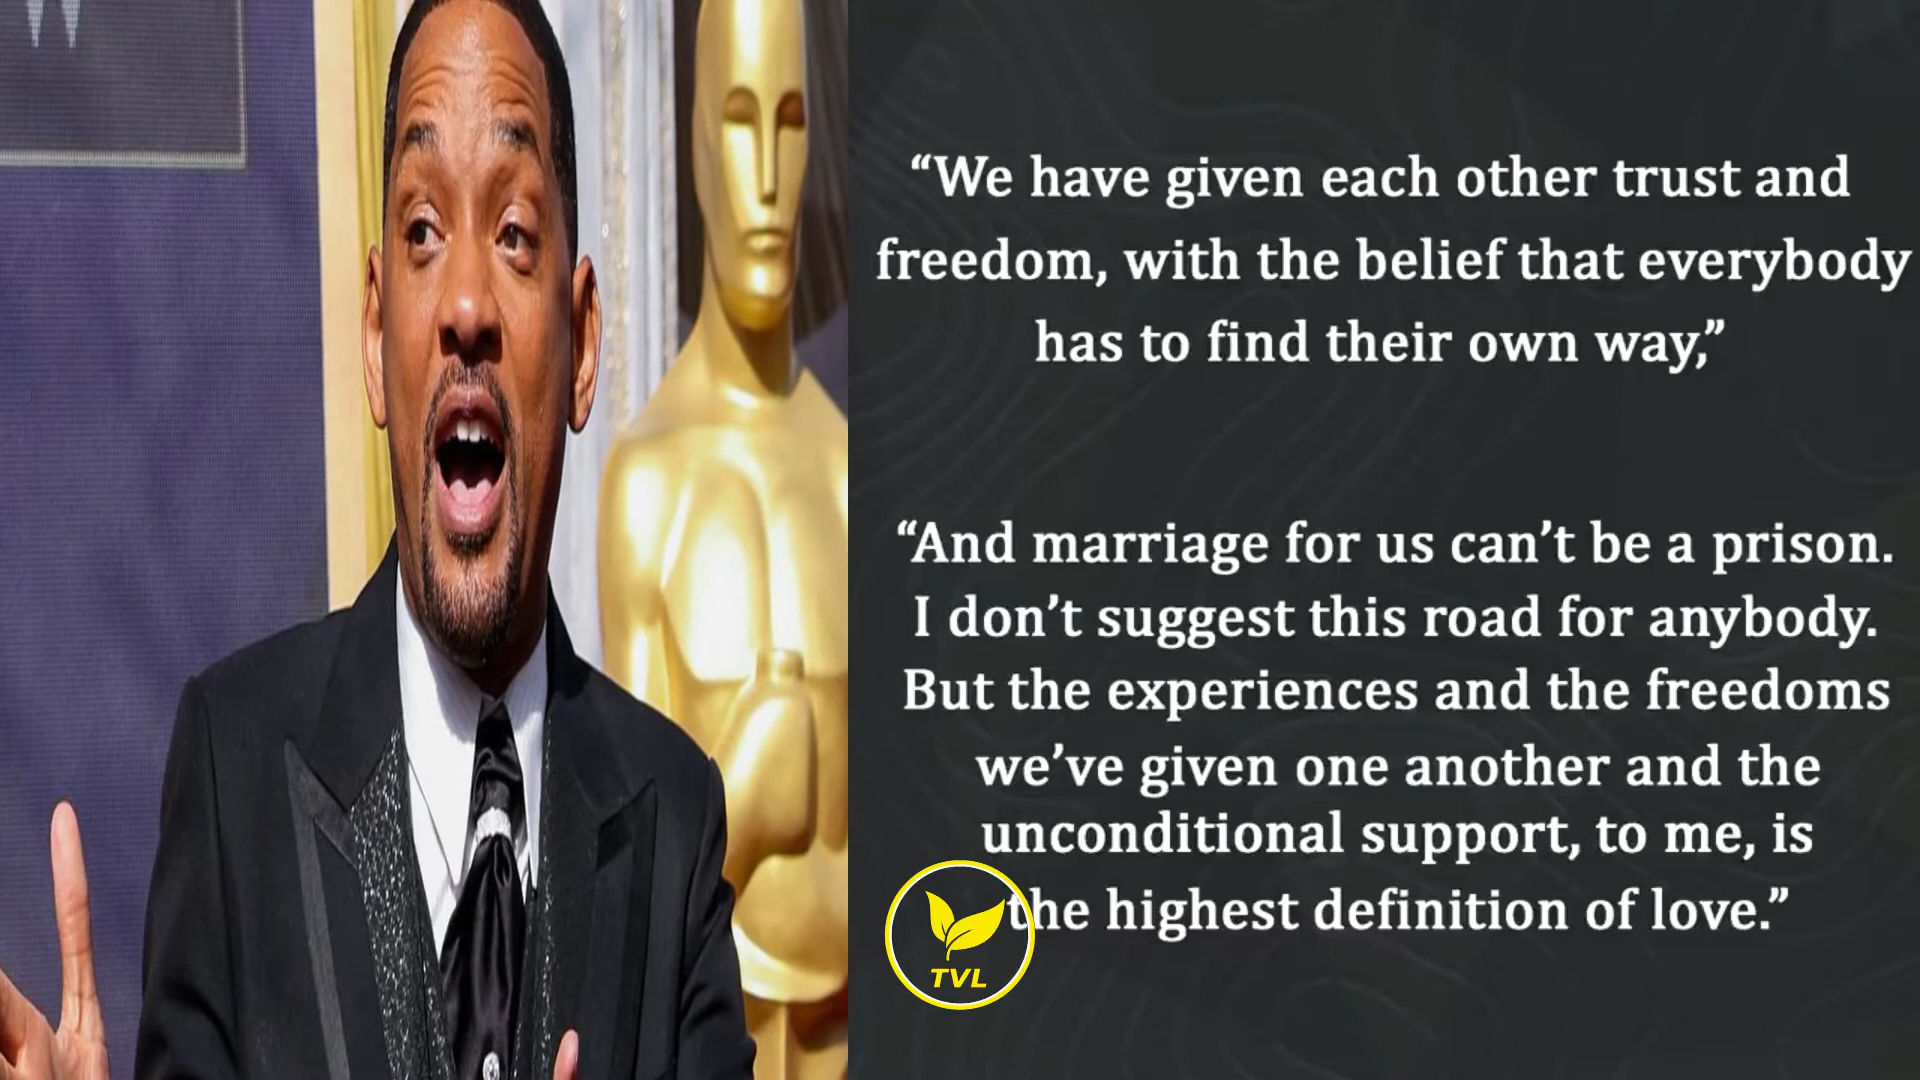 “We have given each other trust and
freedom, with the belief that everybody
has to find their own way,”
“And marriage for us can’t be a prison.
I don’t suggest this road for anybody.
But the experiences and the freedoms
we’ve given one another and the
unconditional support, to me, is
the highest definition of love.”
TVL